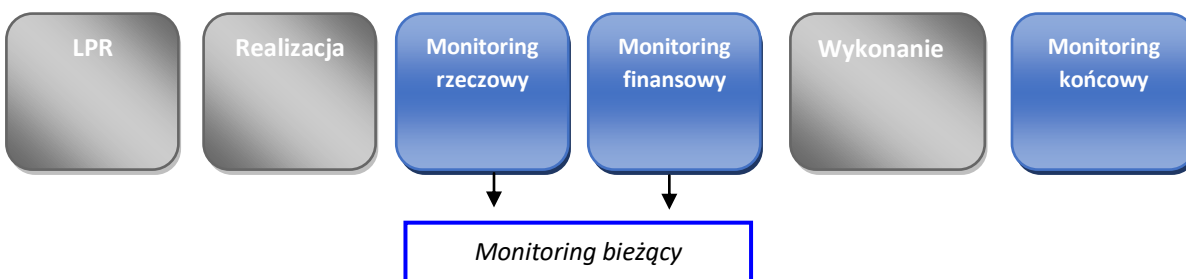 LPR
Realizacja
Monitoring
rzeczowy
Monitoring
finansowy
Wykonanie
Monitoring
końcowy
Monitoring bieżący